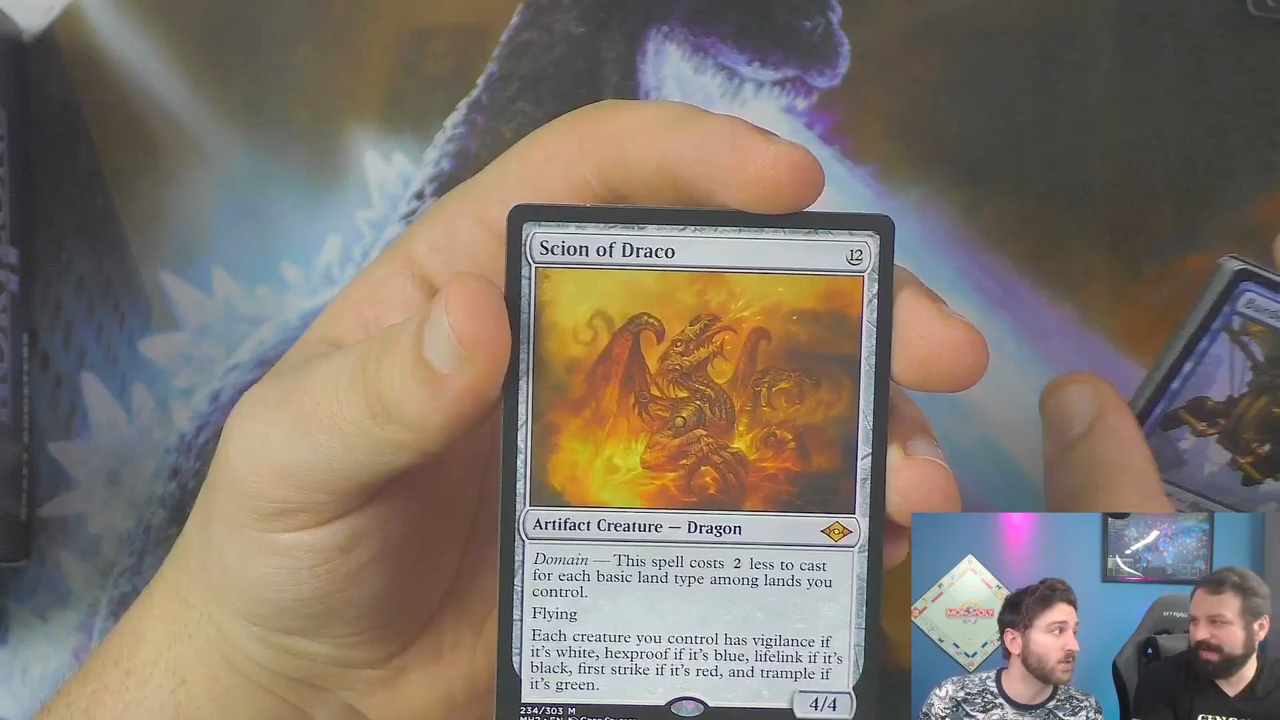 Scion of Draco
12
Artifact Creature — Dragon
Domain — This spell costs 2 less to cast
for each basic land type among lands you
control.
Flying
Each creature you control has vigilance if
it's white, hexproof if it's blue, lifelink if it's
black, first strike if it's red, and trample if
it's green.
4/4
234/303 M
MH2 • EN
MONOPOLY